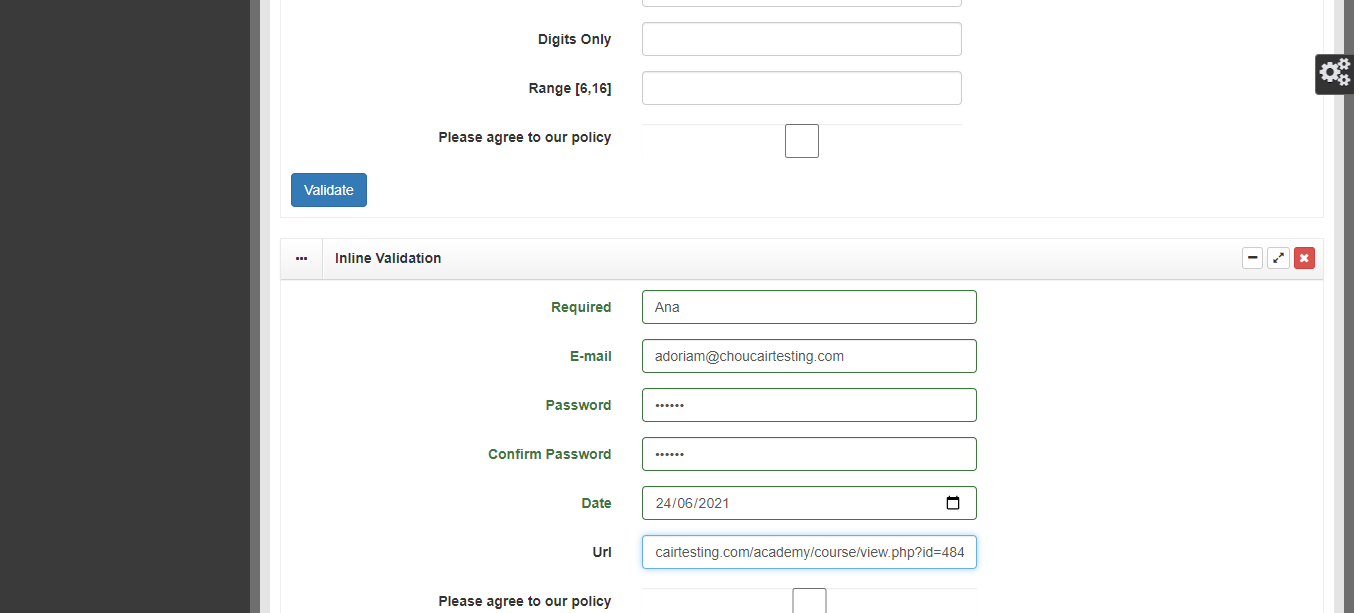 Digits Only
Range [6,16]
Please agree to our policy
Validate
Inline Validation
Required Ana
E-mail adoriam@choucairtesting.com
Password ••••••
Confirm Password ••••••
Date 24/06/2021
Url cairtesting.com/academy/course/view.php?id=484
Please agree to our policy